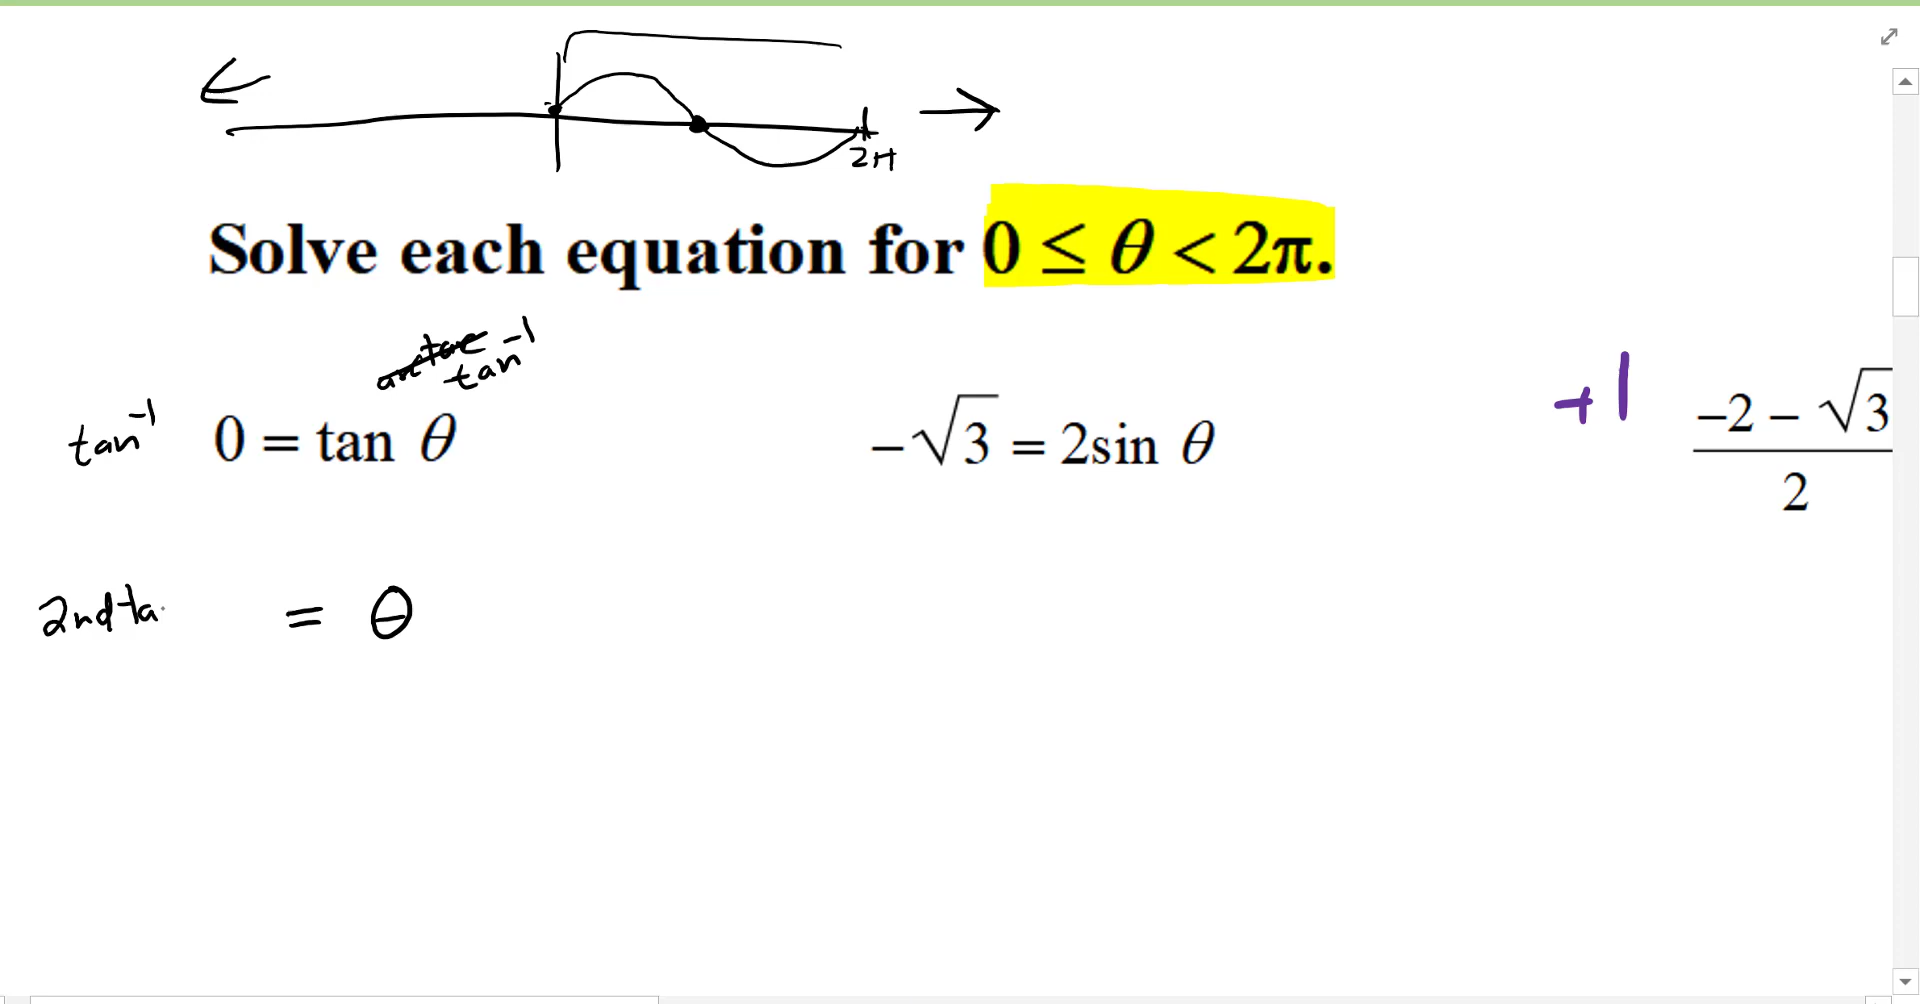 2π
Solve each equation for 0 ≤ θ < 2π.
tan⁻¹
tan⁻¹ 0 = tan θ
-√3 = 2sin θ
+1
-2 - √3
2
2nd ta
= θ